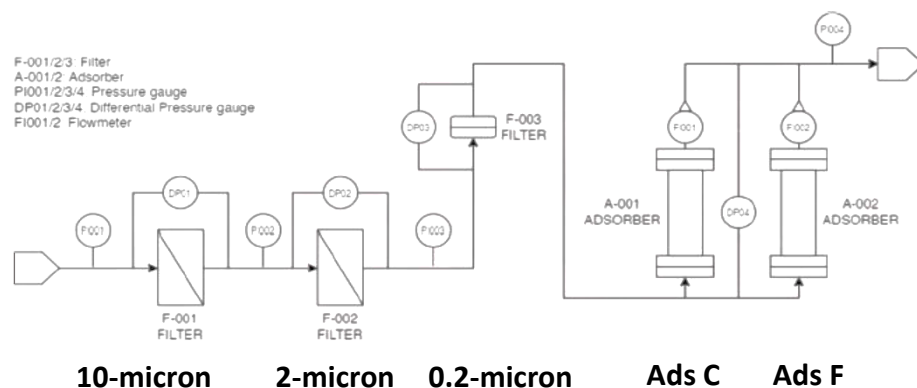 PI004
F-001/2/3: Filter
A-001/2: Adsorber
PI001/2/3/4: Pressure gauge
DP01/2/3/4: Differential Pressure gauge
FI001/2: Flowmeter
DP03
F-003
FILTER
FI001
FI002
A-001
ADSORBER
A-002
ADSORBER
DP01
DP02
DP04
PI001
PI002
PI003
F-001
FILTER
F-002
FILTER
10-micron
2-micron
0.2-micron
Ads C
Ads F